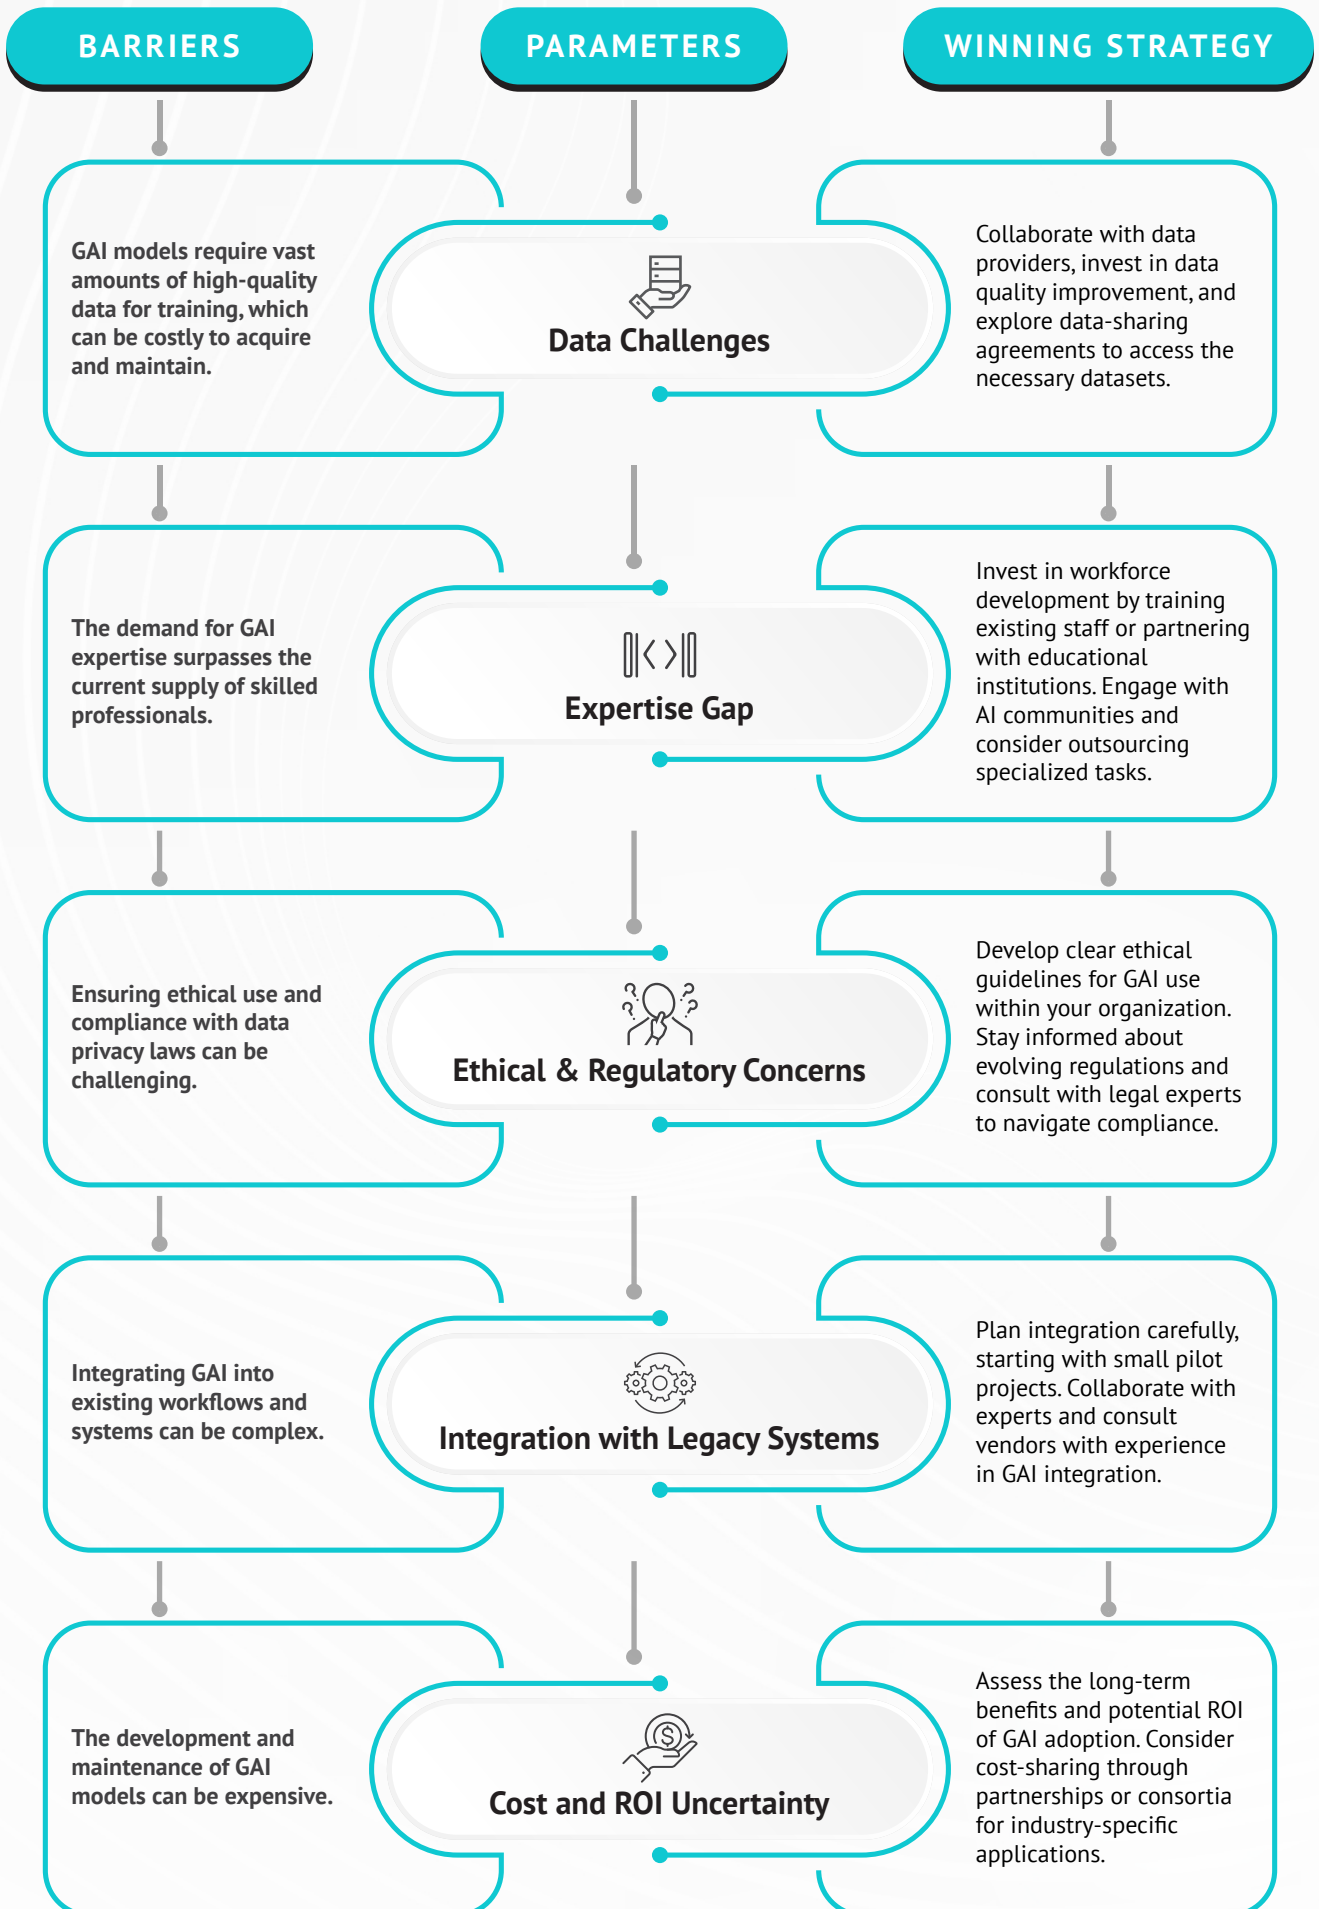 BARRIERS
PARAMETERS
WINNING STRATEGY
GAI models require vast
amounts of high-quality
data for training, which
can be costly to acquire
and maintain.
Data Challenges
Collaborate with data
providers, invest in data
quality improvement, and
explore data-sharing
agreements to access the
necessary datasets.
The demand for GAI
expertise surpasses the
current supply of skilled
professionals.
Expertise Gap
Invest in workforce
development by training
existing staff or partnering
with educational
institutions. Engage with
AI communities and
consider outsourcing
specialized tasks.
Ensuring ethical use and
compliance with data
privacy laws can be
challenging.
Ethical & Regulatory Concerns
Develop clear ethical
guidelines for GAI use
within your organization.
Stay informed about
evolving regulations and
consult with legal experts
to navigate compliance.
Integrating GAI into
existing workflows and
systems can be complex.
Integration with Legacy Systems
Plan integration carefully,
starting with small pilot
projects. Collaborate with
experts and consult
vendors with experience
in GAI integration.
The development and
maintenance of GAI
models can be expensive.
Cost and ROI Uncertainty
Assess the long-term
benefits and potential ROI
of GAI adoption. Consider
cost-sharing through
partnerships or consortia
for industry-specific
applications.